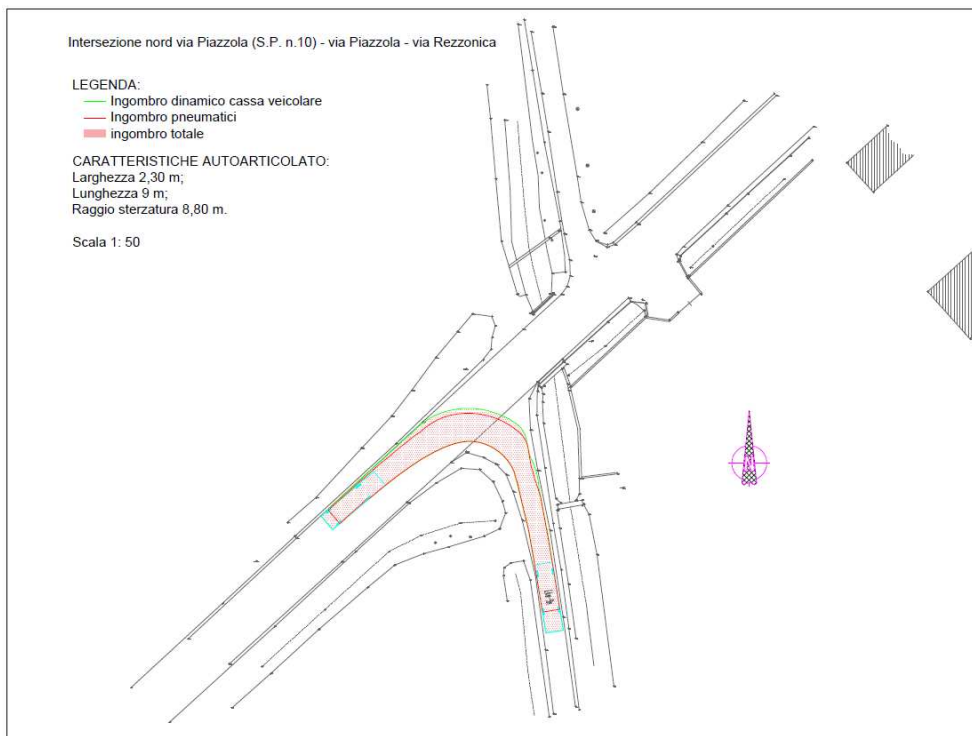 Intersezione nord via Piazzola (S.P. n.10) - via Piazzola - via Rezzonica
LEGENDA:
Ingombro dinamico cassa veicolare
Ingombro pneumatici
ingombro totale
CARATTERISTICHE AUTOARTICOLATO:
Larghezza 2,30 m;
Lunghezza 9 m;
Raggio sterzatura 8,80 m.
Scala 1: 50